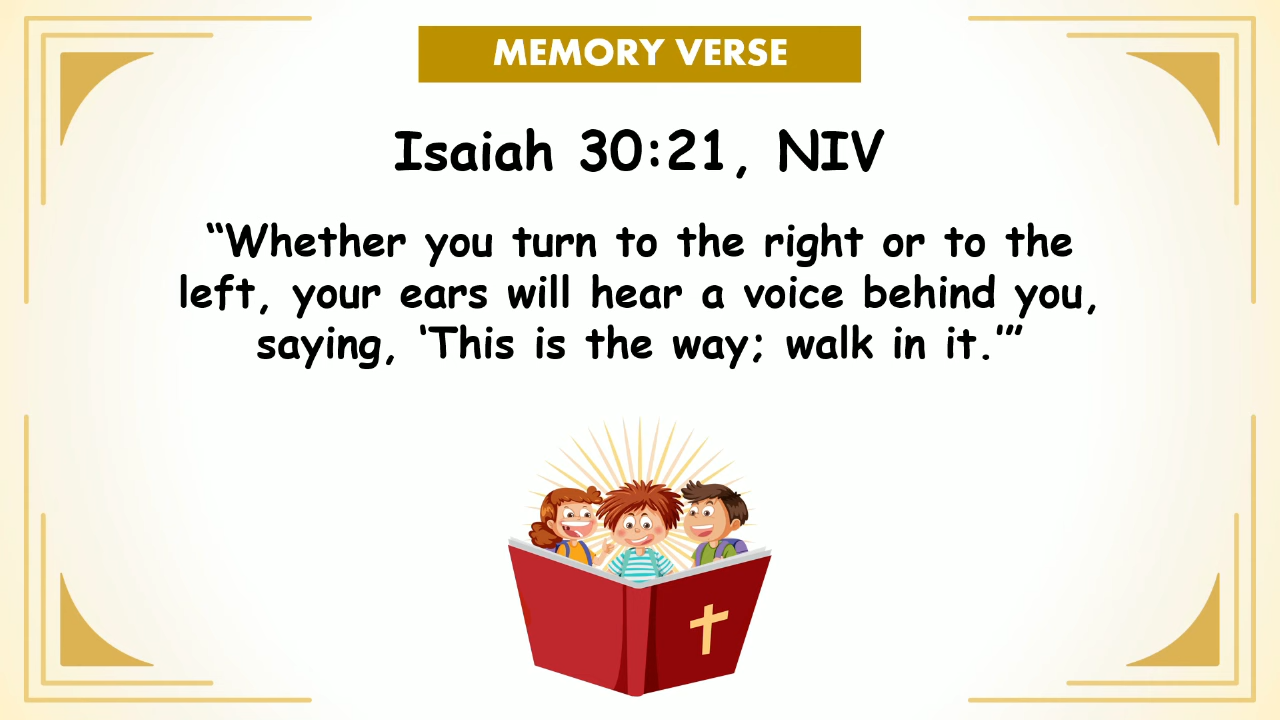 MEMORY VERSE
Isaiah 30:21, NIV
“Whether you turn to the right or to the
left, your ears will hear a voice behind you,
saying, ‘This is the way; walk in it.’”